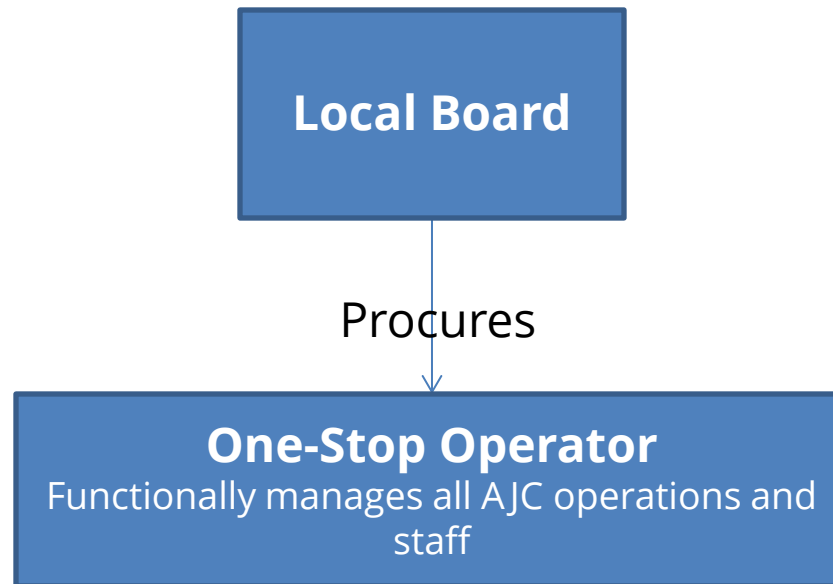 Local Board
Procures
One-Stop Operator
Functionally manages all AJC operations and
staff